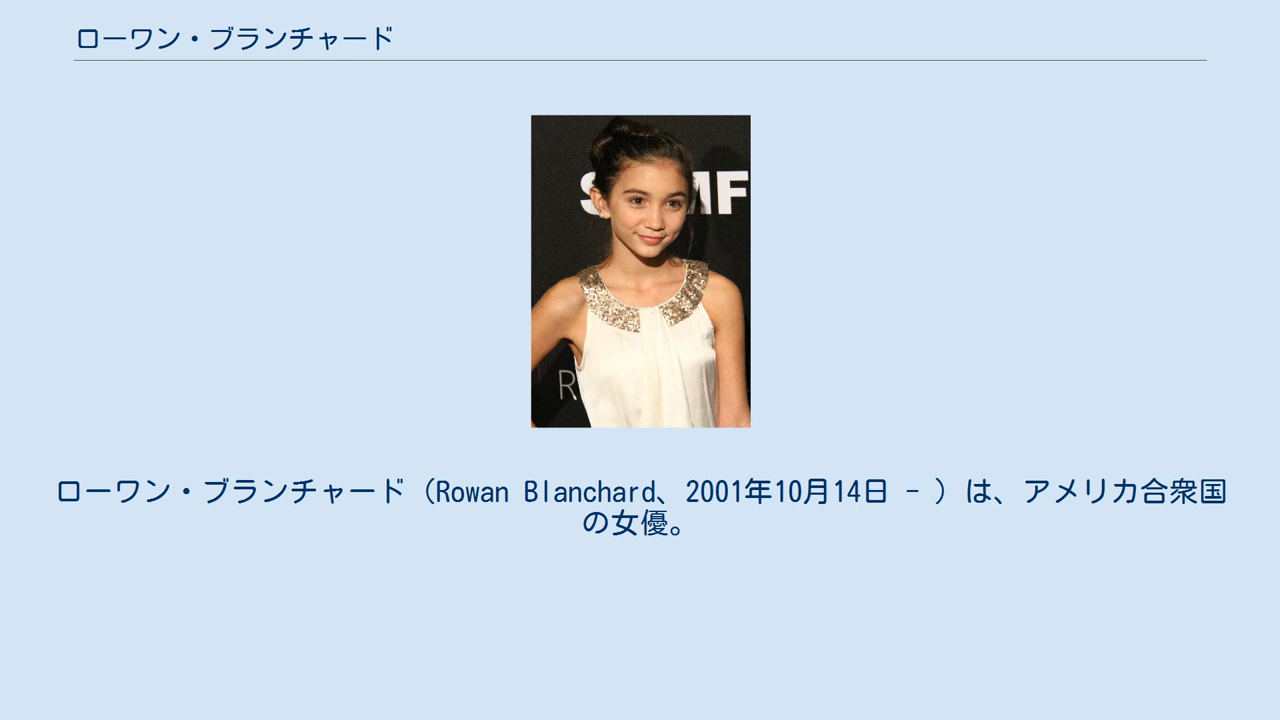 ローワン・ブランチャード
ローワン・ブランチャード（Rowan Blanchard、2001年10月14日 - ）は、アメリカ合衆国
の女優。